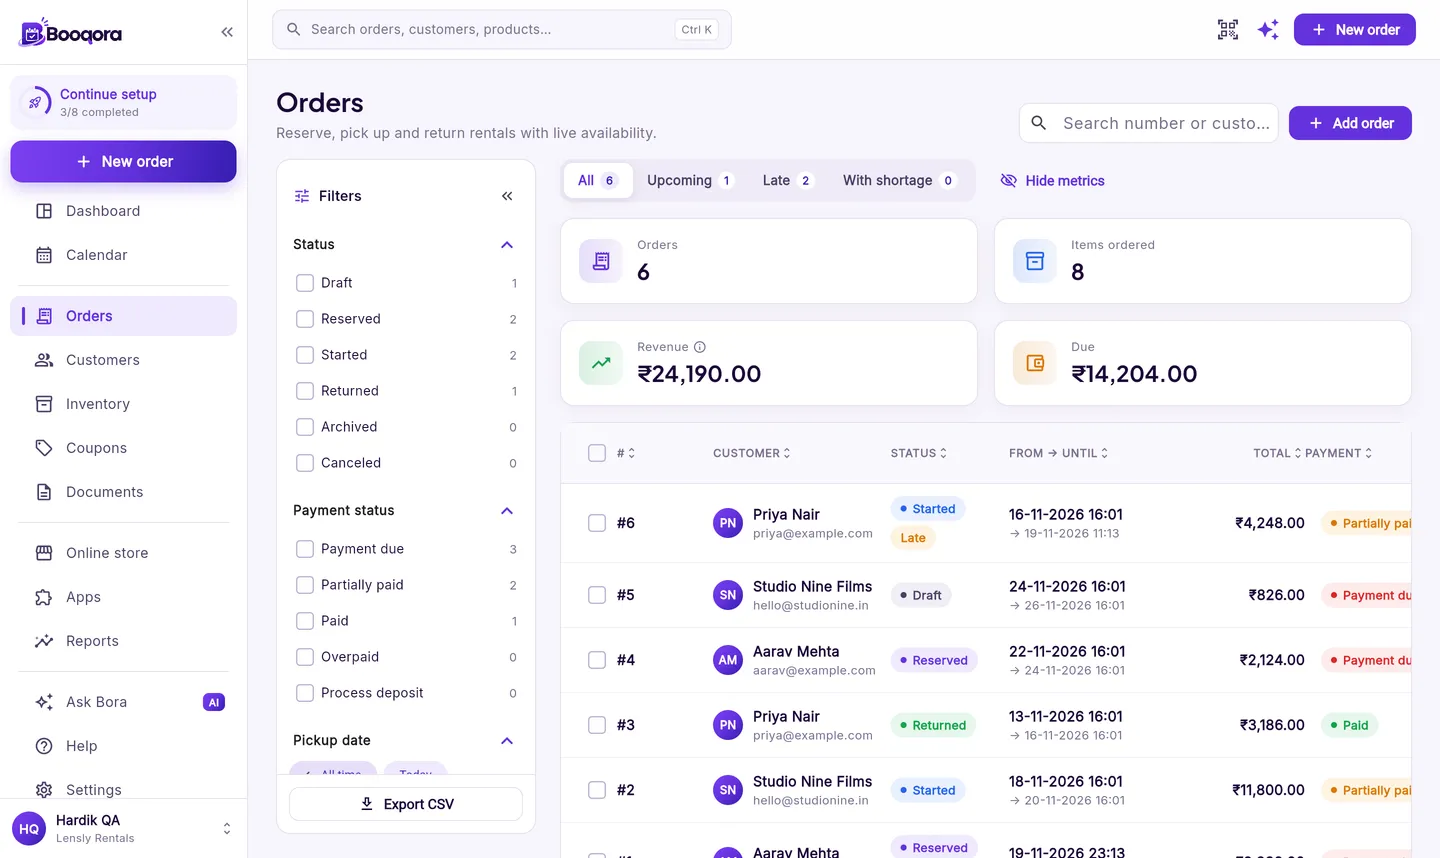 Booqora
Search orders, customers, products...
Ctrl K
New order
Continue setup
3/8 completed
New order
Dashboard
Calendar
Orders
Customers
Inventory
Coupons
Documents
Online store
Apps
Reports
Ask Bora
AI
Help
Settings
HQ
Hardik QA
Lensly Rentals
Orders
Reserve, pick up and return rentals with live availability.
Search number or custo...
Add order
Filters
Status
Draft 1
Reserved 2
Started 2
Returned 1
Archived 0
Canceled 0
Payment status
Payment due 3
Partially paid 2
Paid 1
Overpaid 0
Process deposit 0
Pickup date
All time
Today
Export CSV
All 6
Upcoming 1
Late 2
With shortage 0
Hide metrics
Orders
6
Items ordered
8
Revenue
₹24,190.00
Due
₹14,204.00
# CUSTOMER STATUS FROM → UNTIL TOTAL PAYMENT
#6 PN Priya Nair Started 16-11-2026 16:01 ₹4,248.00 Partially pai
priya@example.com Late → 19-11-2026 11:13
#5 SN Studio Nine Films Draft 24-11-2026 16:01 ₹826.00 Payment du
hello@studionine.in → 26-11-2026 16:01
#4 AM Aarav Mehta Reserved 22-11-2026 16:01 ₹2,124.00 Payment du
aarav@example.com → 24-11-2026 16:01
#3 PN Priya Nair Returned 13-11-2026 16:01 ₹3,186.00 Paid
priya@example.com → 16-11-2026 16:01
#2 SN Studio Nine Films Started 18-11-2026 16:01 ₹11,800.00 Partially pai
hello@studionine.in → 20-11-2026 16:01
Aarav Mehta Reserved 19-11-2026 23:13